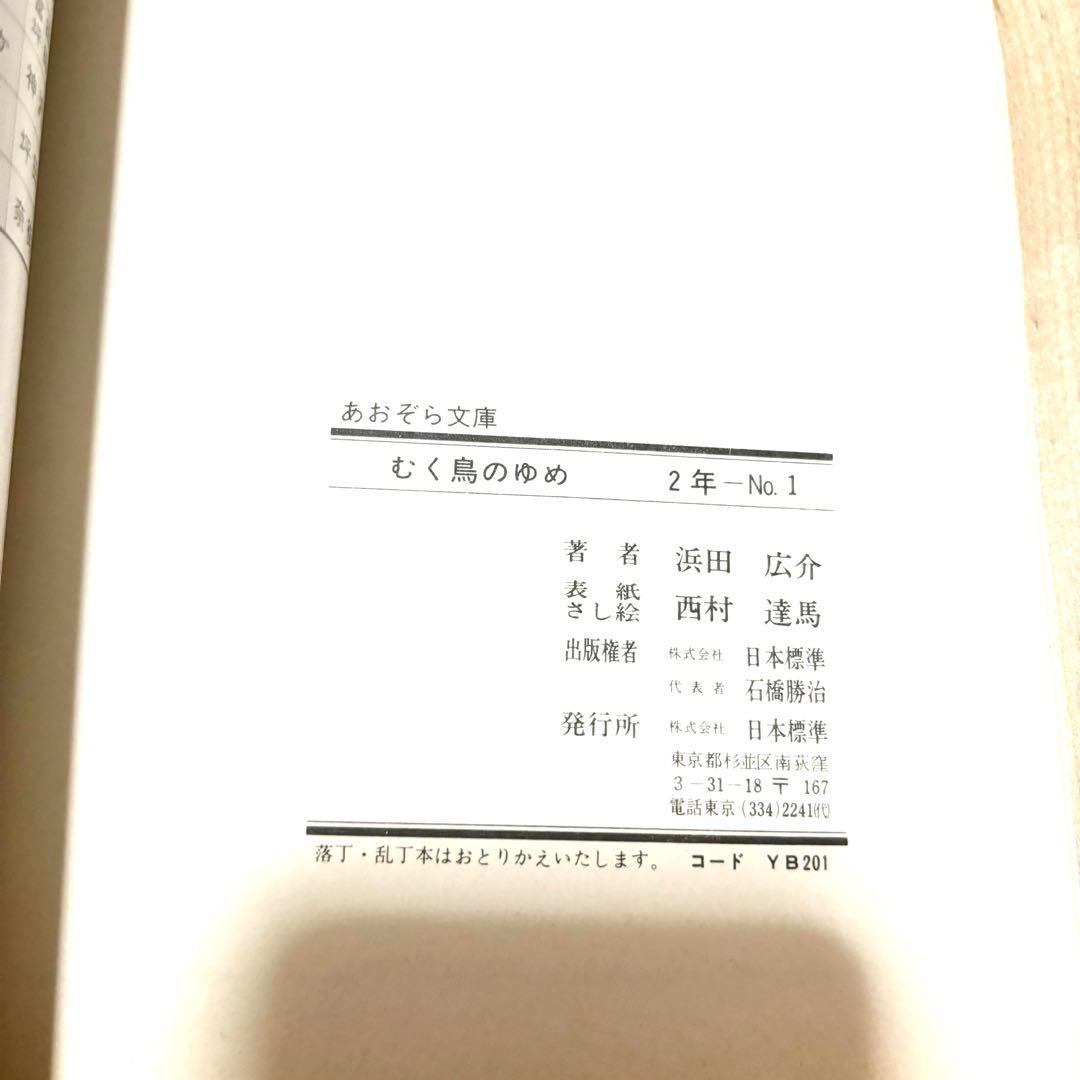 あおぞら文庫
むく鳥のゆめ 2年―No.1
著者 浜田 広介
表紙
さし絵 西村 達馬
出版権者 株式会社 日本標準
代表者 石橋勝治
発行所 株式会社 日本標準
東京都杉並区南荻窪
3-31--18 〒 167
電話東京(334)2241(代)
落丁・乱丁本はおとりかえいたします。 コード YB201